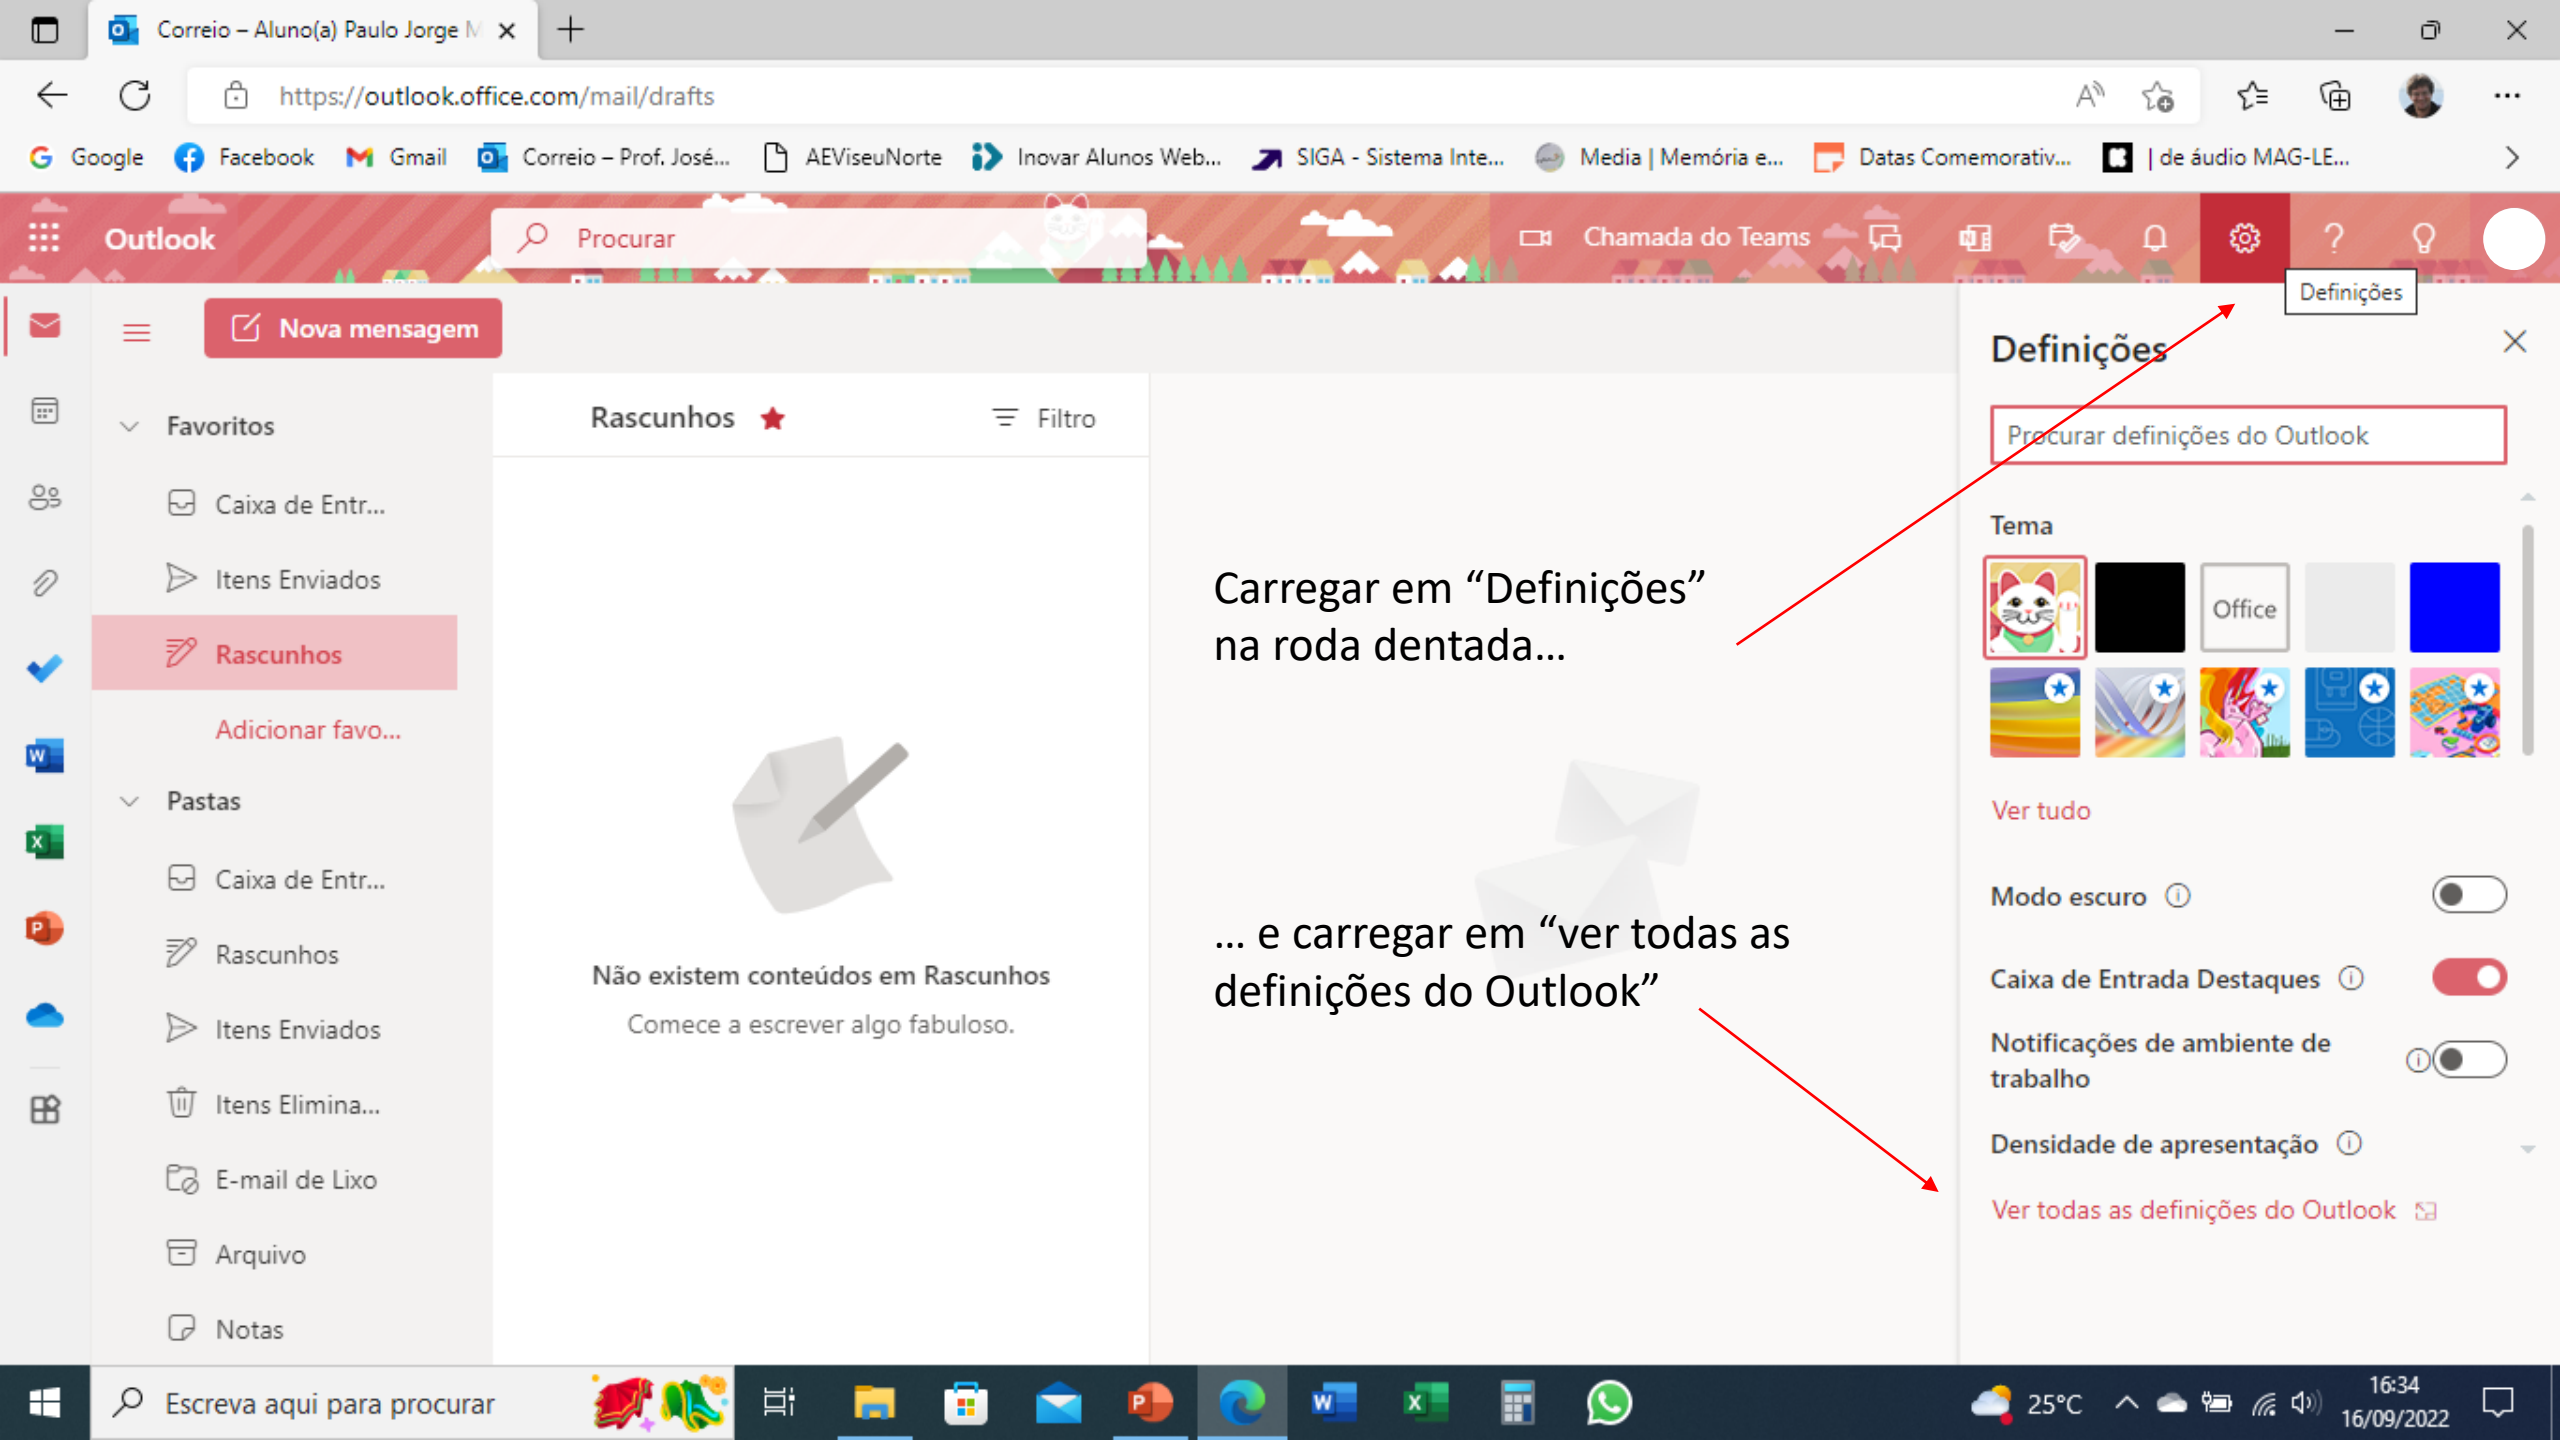 Correio – Aluno(a) Paulo Jorge M
https://outlook.office.com/mail/drafts
Google
Facebook
Gmail
Correio – Prof. José...
AEViseuNorte
Inovar Alunos Web...
SIGA - Sistema Inte...
Media | Memória e...
Datas Comemorativ...
| de áudio MAG-LE...
Outlook
Procurar
Chamada do Teams
Definições
Nova mensagem
Favoritos
Caixa de Entr...
Itens Enviados
Rascunhos
Adicionar favo...
Pastas
Caixa de Entr...
Rascunhos
Itens Enviados
Itens Elimina...
E-mail de Lixo
Arquivo
Notas
Rascunhos
Filtro
Não existem conteúdos em Rascunhos
Comece a escrever algo fabuloso.
Carregar em “Definições”
na roda dentada...
... e carregar em “ver todas as
definições do Outlook”
Definições
Procurar definições do Outlook
Tema
Office
Ver tudo
Modo escuro
Caixa de Entrada Destaques
Notificações de ambiente de
trabalho
Densidade de apresentação
Ver todas as definições do Outlook
Escreva aqui para procurar
25°C
16:34
16/09/2022